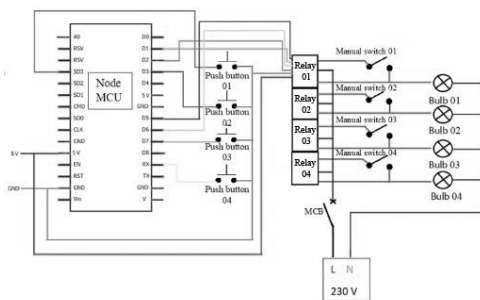 A0
RSV
RSV
SD3
SD2
SD1
CMD
SD0
CLK
GND
5 V
EN
RST
GND
Vin
Node
MCU
D0
D1
D2
D3
D4
5V
GND
D5
D6
D7
D8
RX
TX
GND
V
5V
GND
Push button
01
Push button
02
Push button
03
Push button
04
Relay
01
Relay
02
Relay
03
Relay
04
Manual switch 01
Manual switch 02
Manual switch 03
Manual switch 04
Bulb 01
Bulb 02
Bulb 03
Bulb 04
MCB
L N
230 V